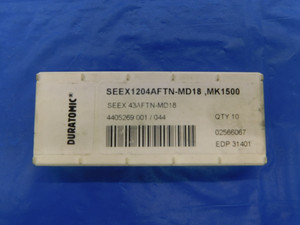 DURATOMIC®
SEEX1204AFTN-MD18 ,MK1500
SEEX 43AFTN-MD18
4405269 001 / 044
QTY 10
02566067
EDP 31401